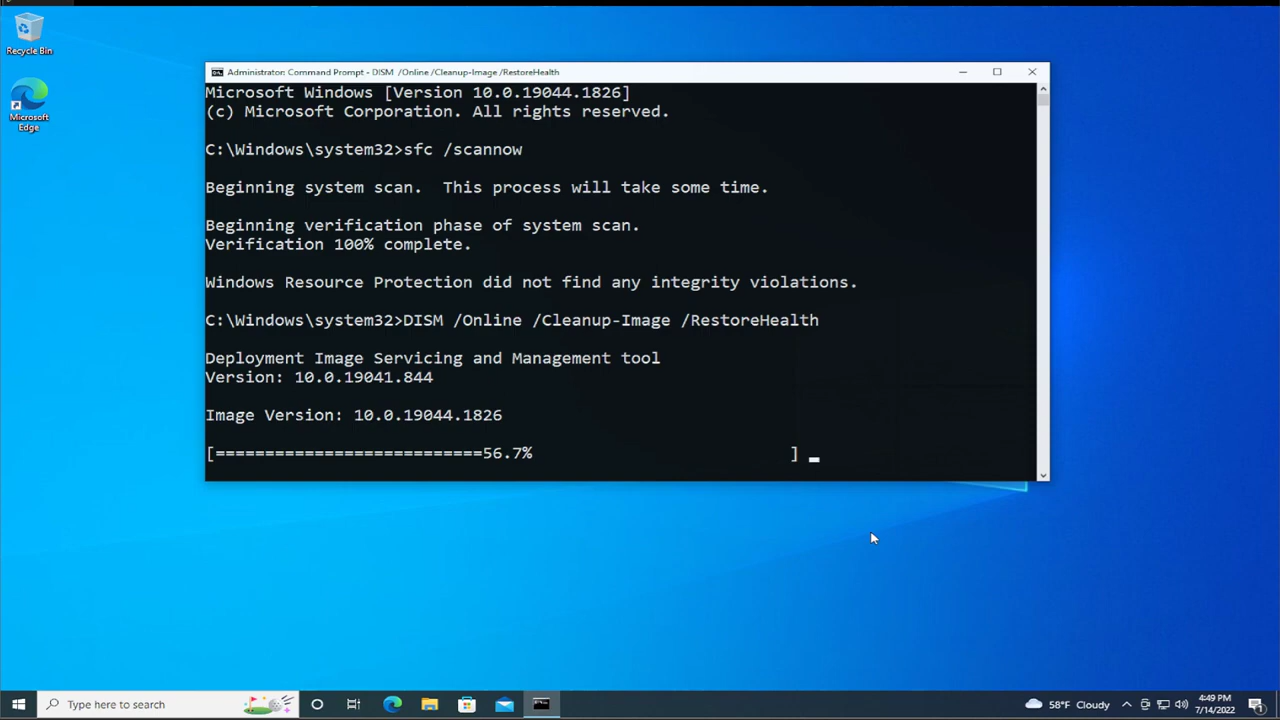 Recycle Bin
Microsoft
Edge
Administrator: Command Prompt - DISM  /Online /Cleanup-Image /RestoreHealth
Microsoft Windows [Version 10.0.19044.1826]
(c) Microsoft Corporation. All rights reserved.
C:\Windows\system32>sfc /scannow
Beginning system scan.  This process will take some time.
Beginning verification phase of system scan.
Verification 100% complete.
Windows Resource Protection did not find any integrity violations.
C:\Windows\system32>DISM /Online /Cleanup-Image /RestoreHealth
Deployment Image Servicing and Management tool
Version: 10.0.19041.844
Image Version: 10.0.19044.1826
[===========================56.7%                          ] _
Type here to search
58°F Cloudy
4:49 PM
7/14/2022
1